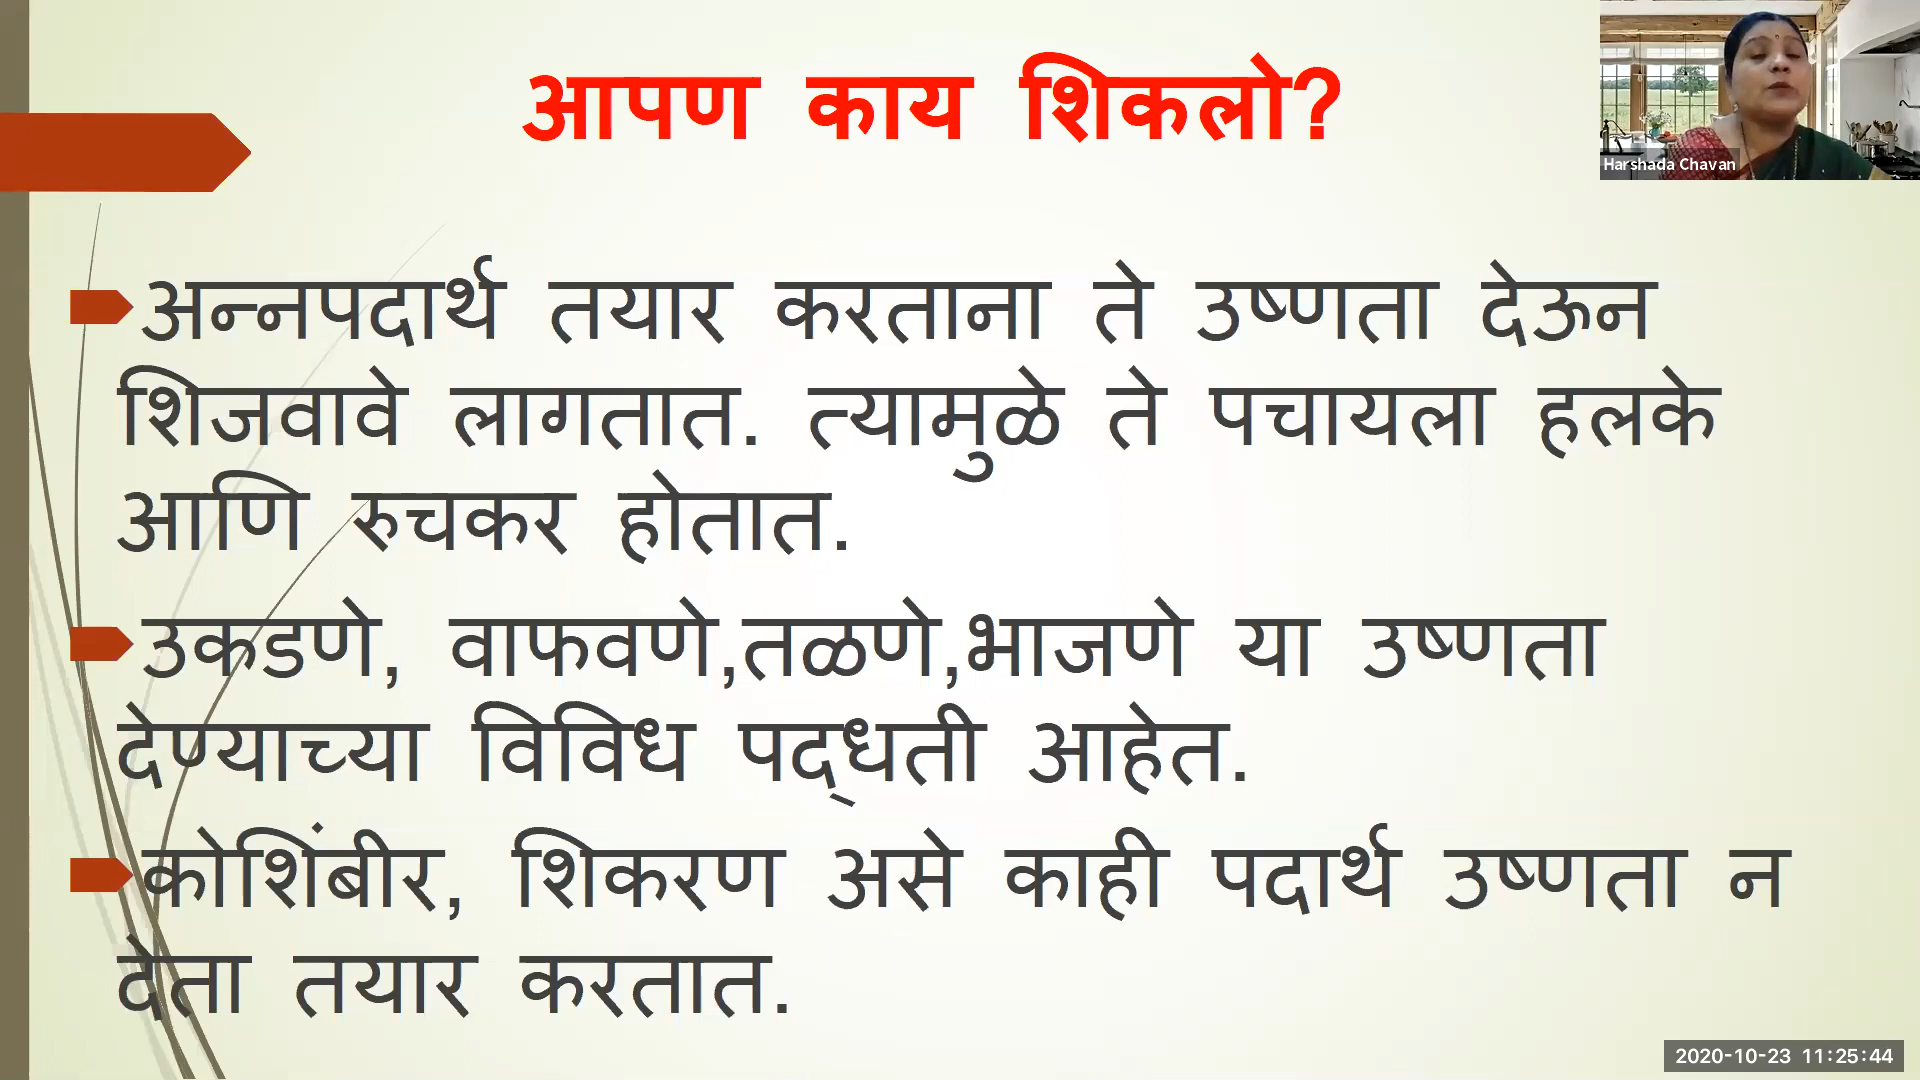 आपण काय शिकलो?
Harshada Chavan
अन्नपदार्थ तयार करताना ते उष्णता देऊन
शिजवावे लागतात. त्यामुळे ते पचायला हलके
आणि रुचकर होतात.
उकडणे, वाफवणे,तळणे,भाजणे या उष्णता
देण्याच्या विविध पद्‌धती आहेत.
कोशिंबीर, शिकरण असे काही पदार्थ उष्णता न
देता तयार करतात.
2020-10-23 11:25:44